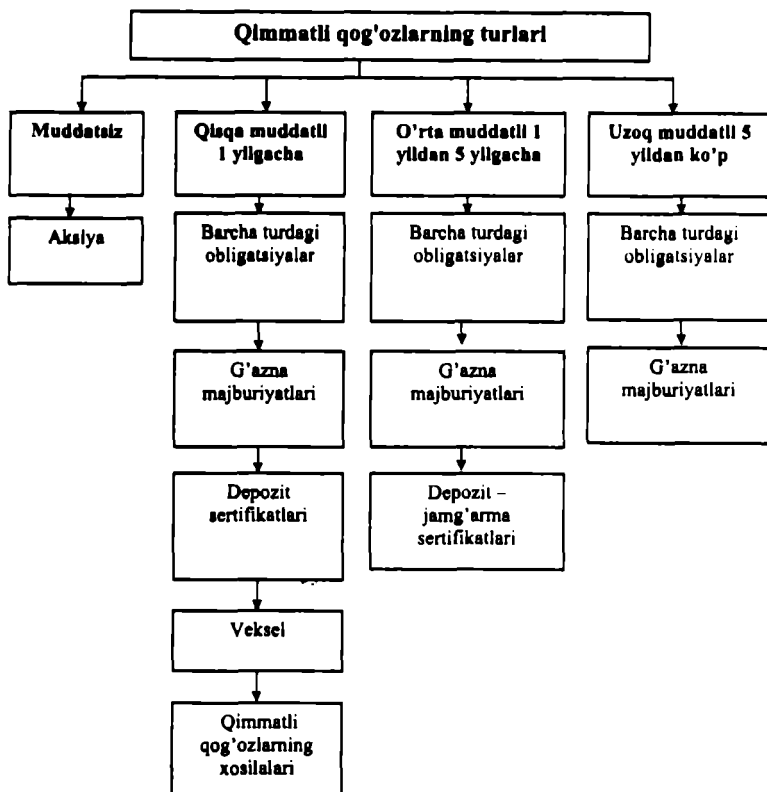 Qimmatli qog'ozlarning turlari
Muddatsiz
Aksiya
Qisqa muddatli
1 yilgacha
Barcha turdagi
obligatsiyalar
G'azna
majburiyatlari
Depozit
sertifikatlari
Veksel
Qimmatli
qog'ozlarning
xosilalari
O'rta muddatli 1
yildan 5 yilgacha
Barcha turdagi
obligatsiyalar
G'azna
majburiyatlari
Depozit –
jamg'arma
sertifikatlari
Uzoq muddatli 5
yildan ko'p
Barcha turdagi
obligatsiyalar
G'azna
majburiyatlari